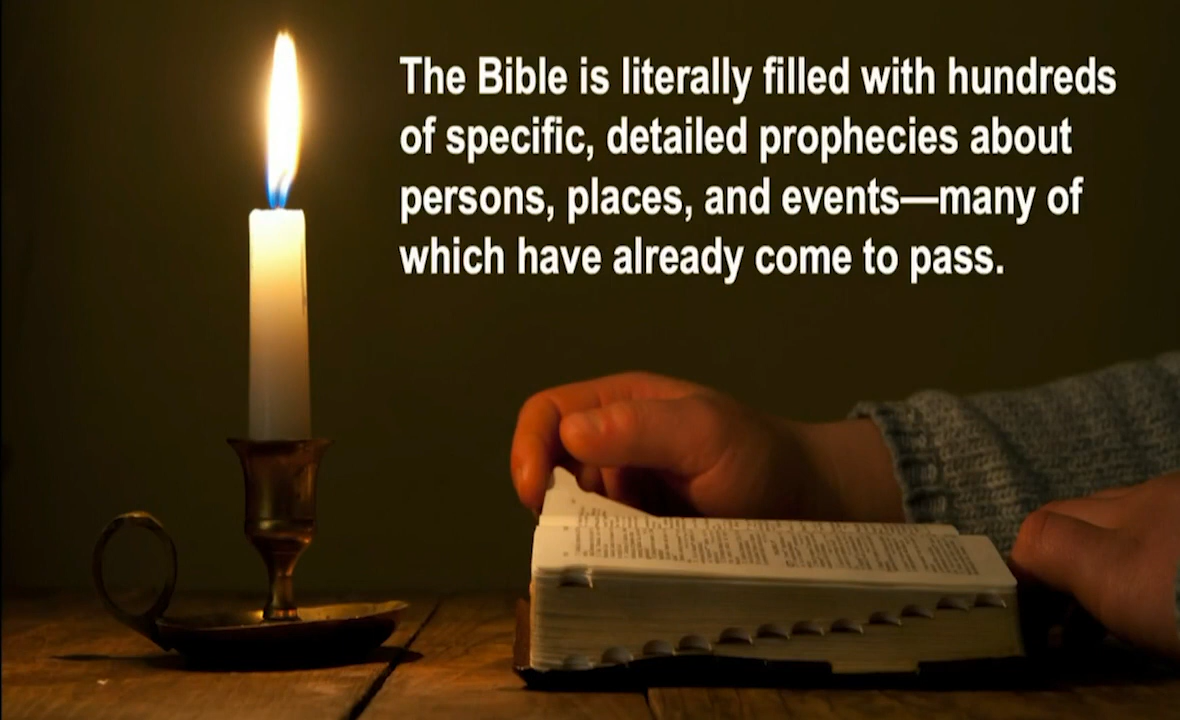 The Bible is literally filled with hundreds
of specific, detailed prophecies about
persons, places, and events—many of
which have already come to pass.